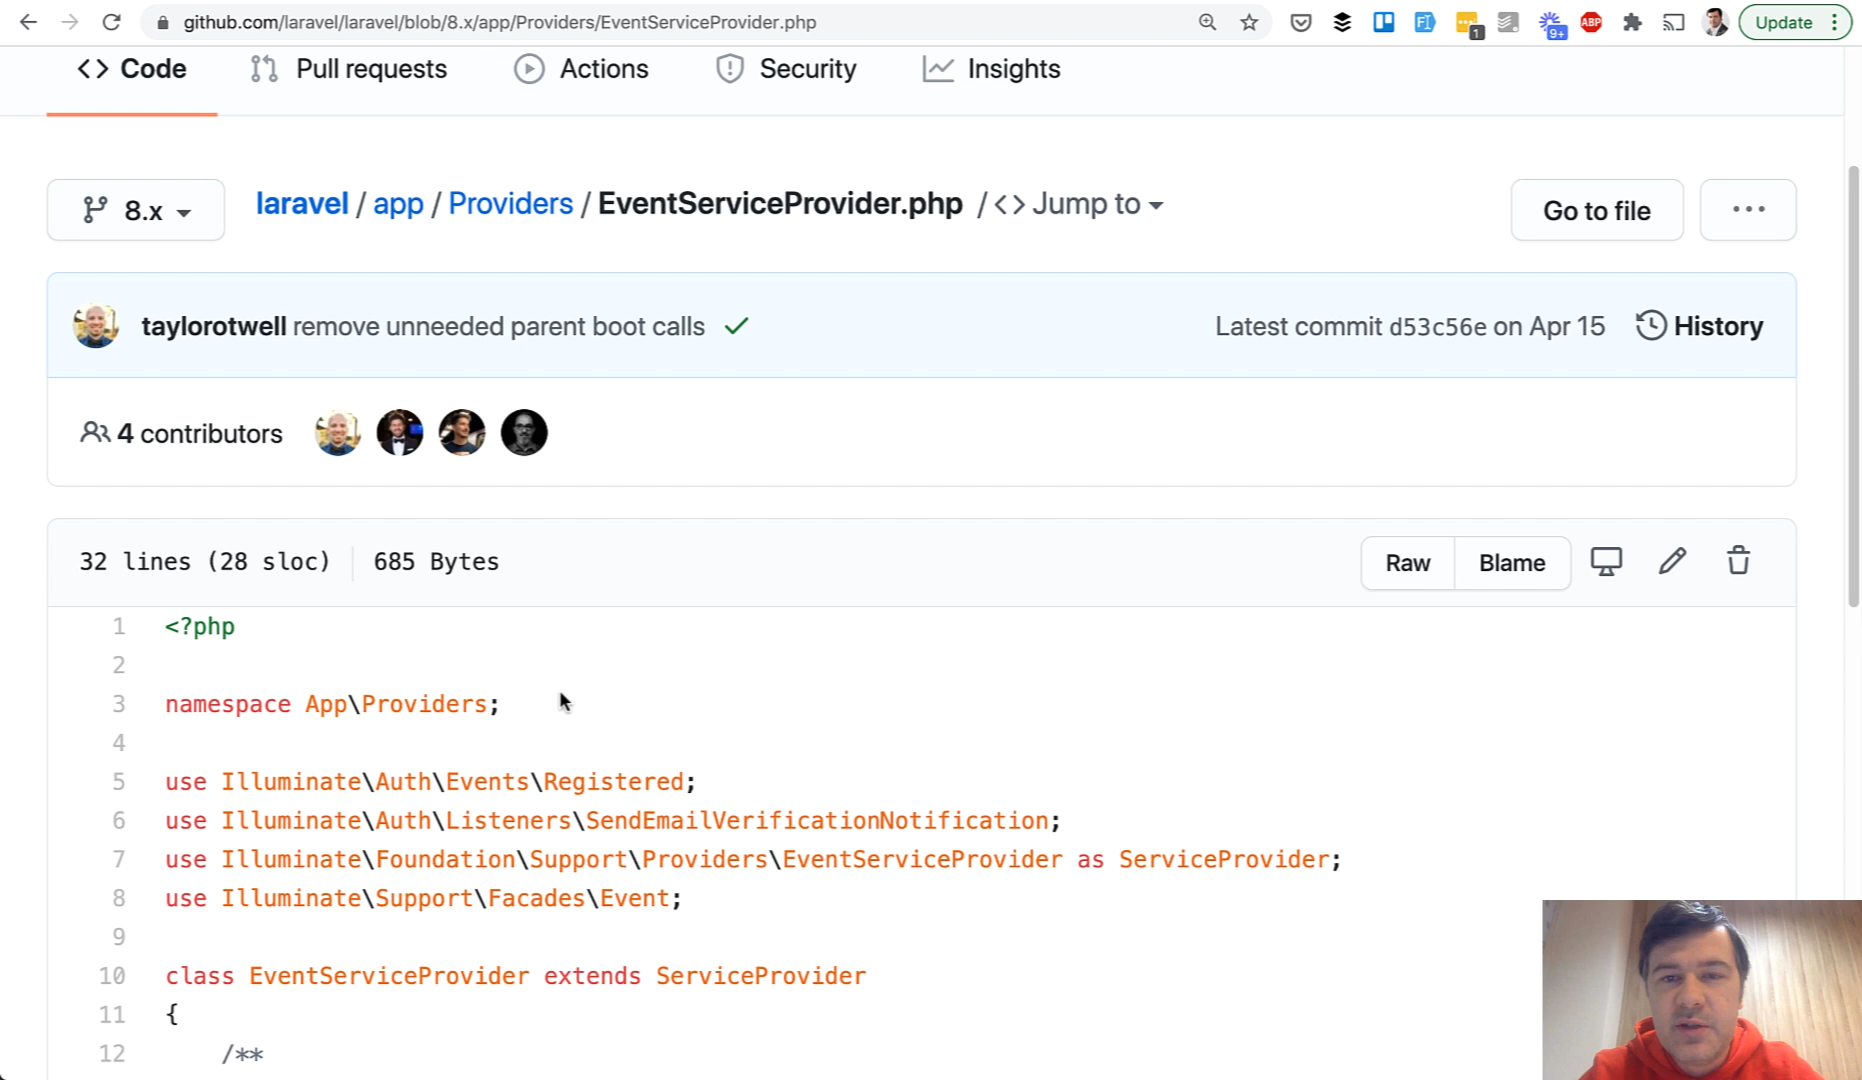 github.com/laravel/laravel/blob/8.x/app/Providers/EventServiceProvider.php
1
9+
ABP
Update
<> Code
Pull requests
Actions
Security
Insights
8.x
laravel / app / Providers / EventServiceProvider.php / <> Jump to
Go to file
...
taylorotwell remove unneeded parent boot calls
Latest commit d53c56e on Apr 15
History
4 contributors
32 lines (28 sloc)
685 Bytes
Raw
Blame
1 <?php
2
3 namespace App\Providers;
4
5 use Illuminate\Auth\Events\Registered;
6 use Illuminate\Auth\Listeners\SendEmailVerificationNotification;
7 use Illuminate\Foundation\Support\Providers\EventServiceProvider as ServiceProvider;
8 use Illuminate\Support\Facades\Event;
9
10 class EventServiceProvider extends ServiceProvider
11 {
12 /**